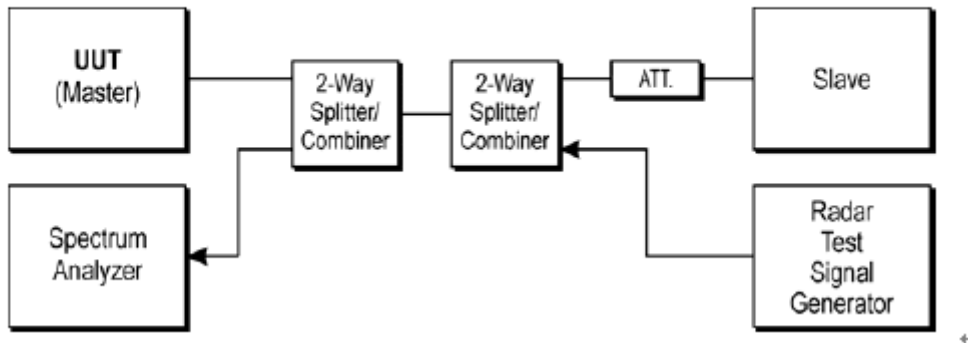 UUT
(Master)
2-Way
Splitter/
Combiner
2-Way
Splitter/
Combiner
ATT.
Slave
Spectrum
Analyzer
Radar
Test
Signal
Generator